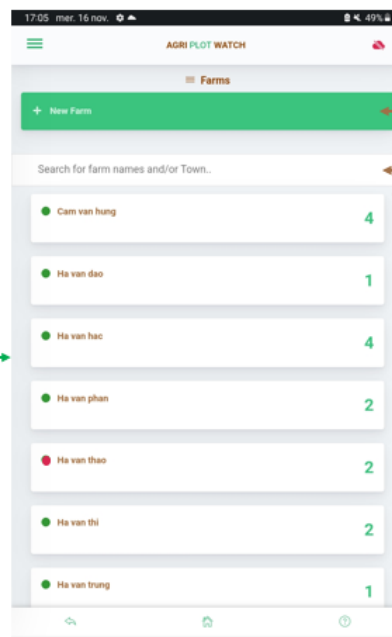 17:05 mer. 16 nov. 49%
AGRI PLOT WATCH
Farms
+ New Farm
Search for farm names and/or Town..
Cam van hung 4
Ha van dao 1
Ha van hac 4
Ha van phan 2
Ha van thao 2
Ha van thi 2
Ha van trung 1